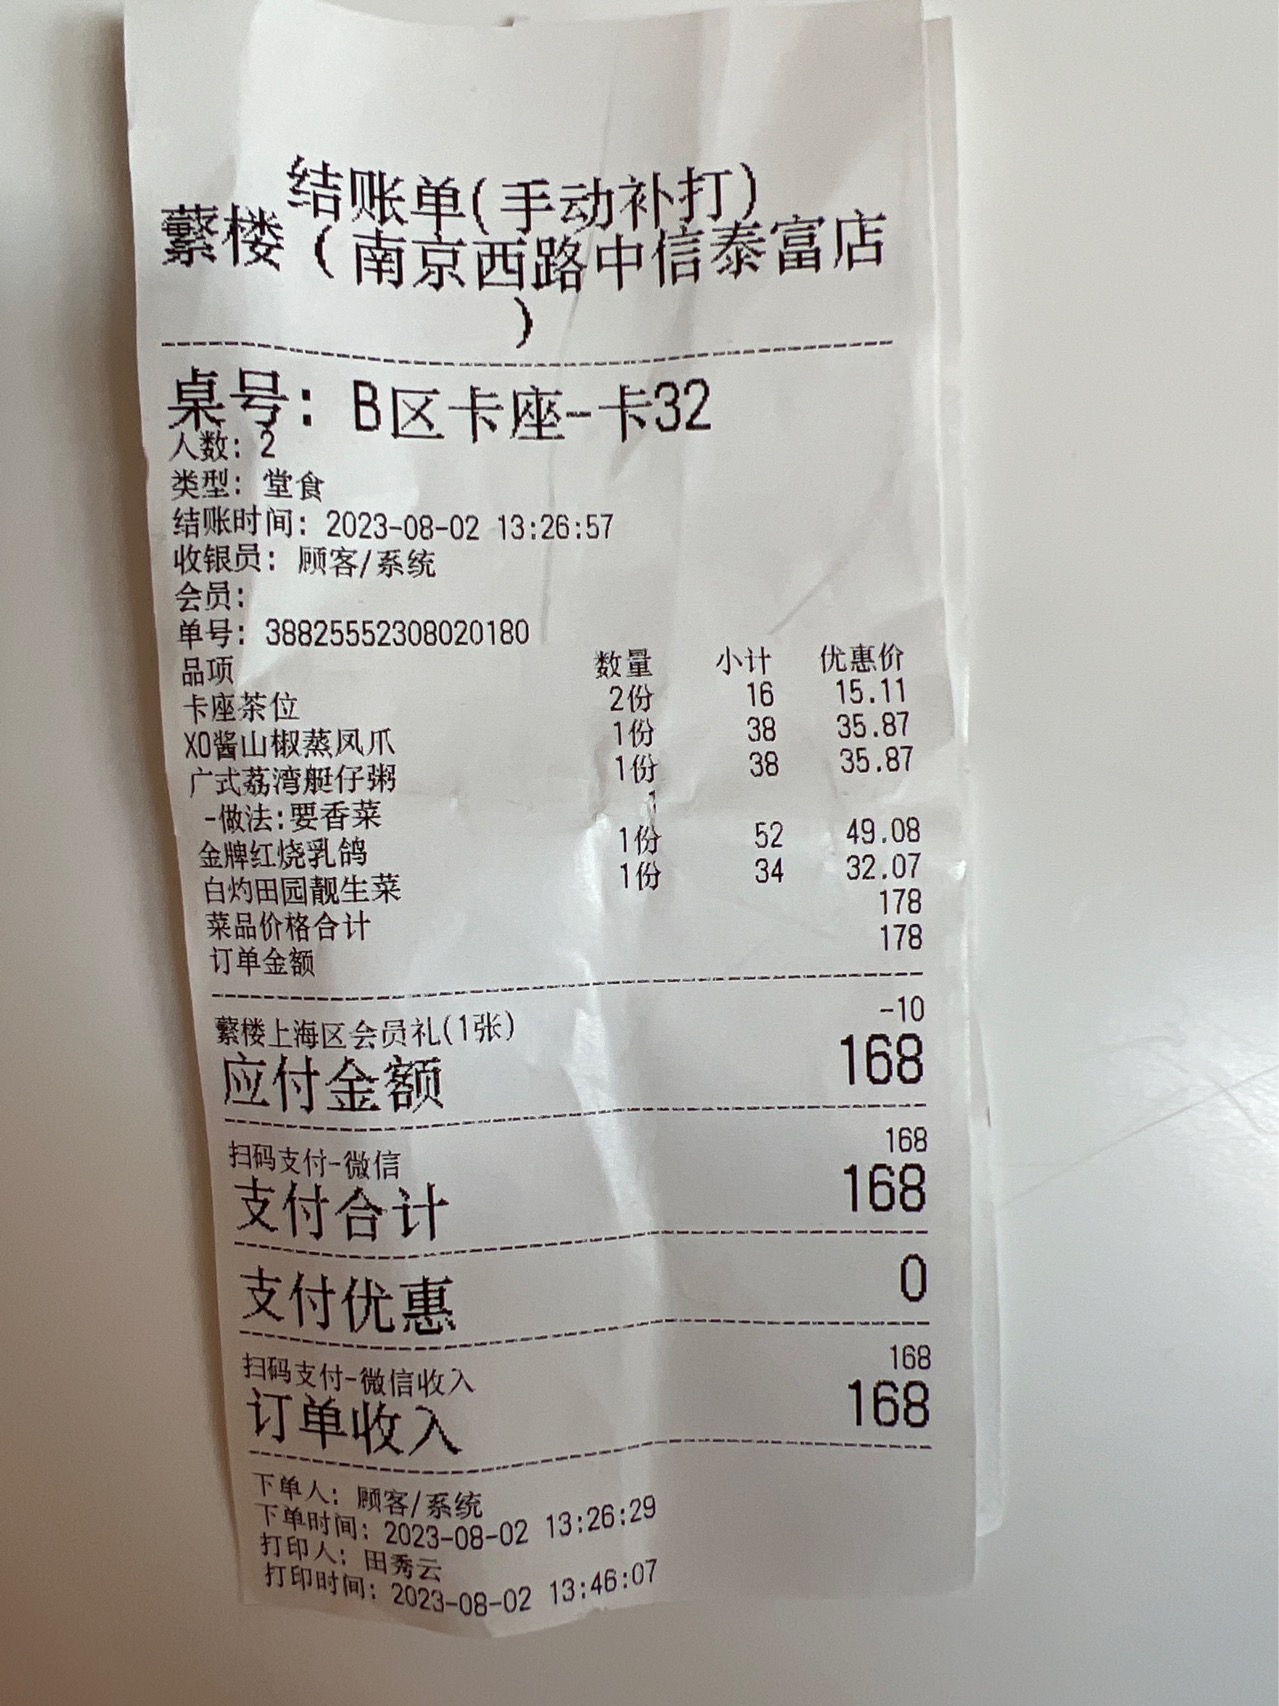 结账单(手动补打)
蘩楼(南京西路中信泰富店
)
桌号: B区卡座-卡32
人数: 2
类型: 堂食
结账时间: 2023-08-02 13:26:57
收银员: 顾客/系统
会员:
单号: 38825552308020180
品项 数量 小计 优惠价
卡座茶位 2份 16 15.11
XO酱山椒蒸凤爪 1份 38 35.87
广式荔湾艇仔粥 1份 38 35.87
-做法:要香菜 1
金牌红烧乳鸽 1份 52 49.08
白灼田园靓生菜 1份 34 32.07
菜品价格合计 178
订单金额 178
蘩楼上海区会员礼(1张) -10
应付金额 168
扫码支付-微信 168
支付合计 168
支付优惠 0
扫码支付-微信收入 168
订单收入 168
下单人: 顾客/系统
下单时间: 2023-08-02 13:26:29
打印人: 田秀云
打印时间: 2023-08-02 13:46:07